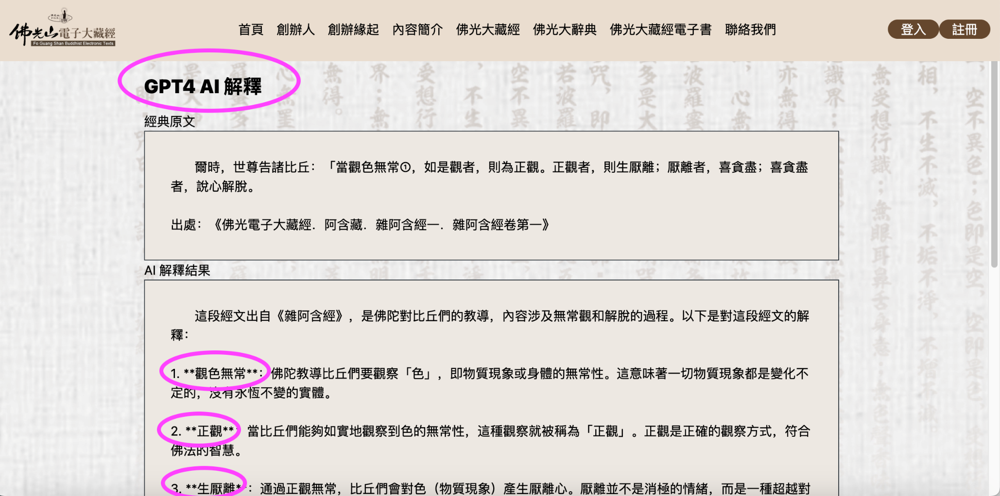 佛光山電子大藏經
Fo Guang Shan Buddhist Electronic Texts
首頁 創辦人 創辦緣起 內容簡介 佛光大藏經 佛光大辭典 佛光大藏經電子書 聯絡我們
登入 註冊
GPT4 AI 解釋
經典原文
爾時，世尊告諸比丘：「當觀色無常①，如是觀者，則為正觀。正觀者，則生厭離；厭離者，喜貪盡；喜貪盡
者，說心解脫。
出處：《佛光電子大藏經．阿含藏．雜阿含經一．雜阿含經卷第一》
AI 解釋結果
這段經文出自《雜阿含經》，是佛陀對比丘們的教導，內容涉及無常觀和解脫的過程。以下是對這段經文的解
釋：
1. **觀色無常**：佛陀教導比丘們要觀察「色」，即物質現象或身體的無常性。這意味著一切物質現象都是變化不
定的，沒有永恆不變的實體。
2. **正觀**：當比丘們能夠如實地觀察到色的無常性，這種觀察就被稱為「正觀」。正觀是正確的觀察方式，符合
佛法的智慧。
3. **生厭離**：通過正觀無常，比丘們會對色（物質現象）產生厭離心。厭離並不是消極的情緒，而是一種超越對